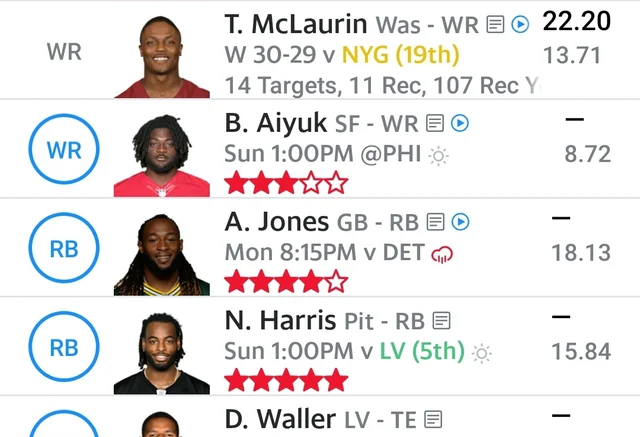 T. McLaurin Was - WR 22.20
WR W 30-29 v NYG (19th) 13.71
14 Targets, 11 Rec, 107 Rec Y
B. Aiyuk SF - WR –
WR Sun 1:00PM @PHI 8.72
A. Jones GB - RB –
RB Mon 8:15PM v DET 18.13
N. Harris Pit - RB –
RB Sun 1:00PM v LV (5th) 15.84
D. Waller LV - TE –